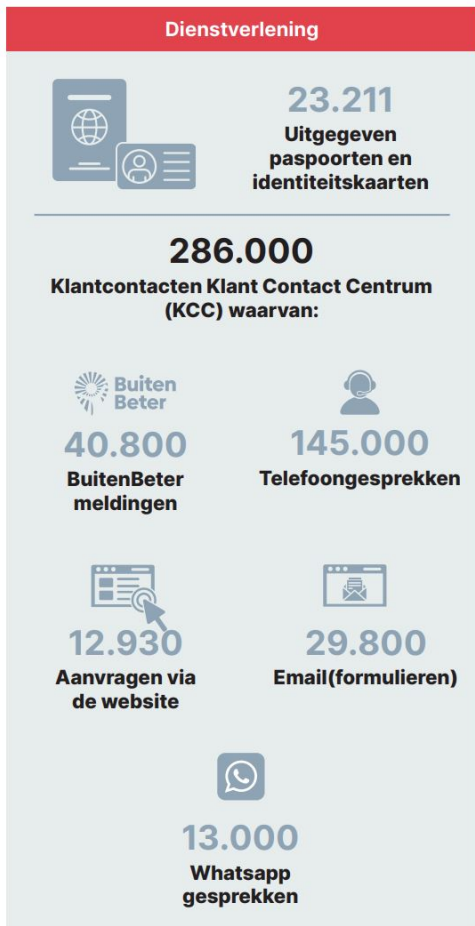 Dienstverlening
23.211
Uitgegeven
paspoorten en
identiteitskaarten
286.000
Klantcontacten Klant Contact Centrum
(KCC) waarvan:
Buiten
Beter
40.800
BuitenBeter
meldingen
145.000
Telefoongesprekken
12.930
Aanvragen via
de website
29.800
Email(formulieren)
13.000
Whatsapp
gesprekken